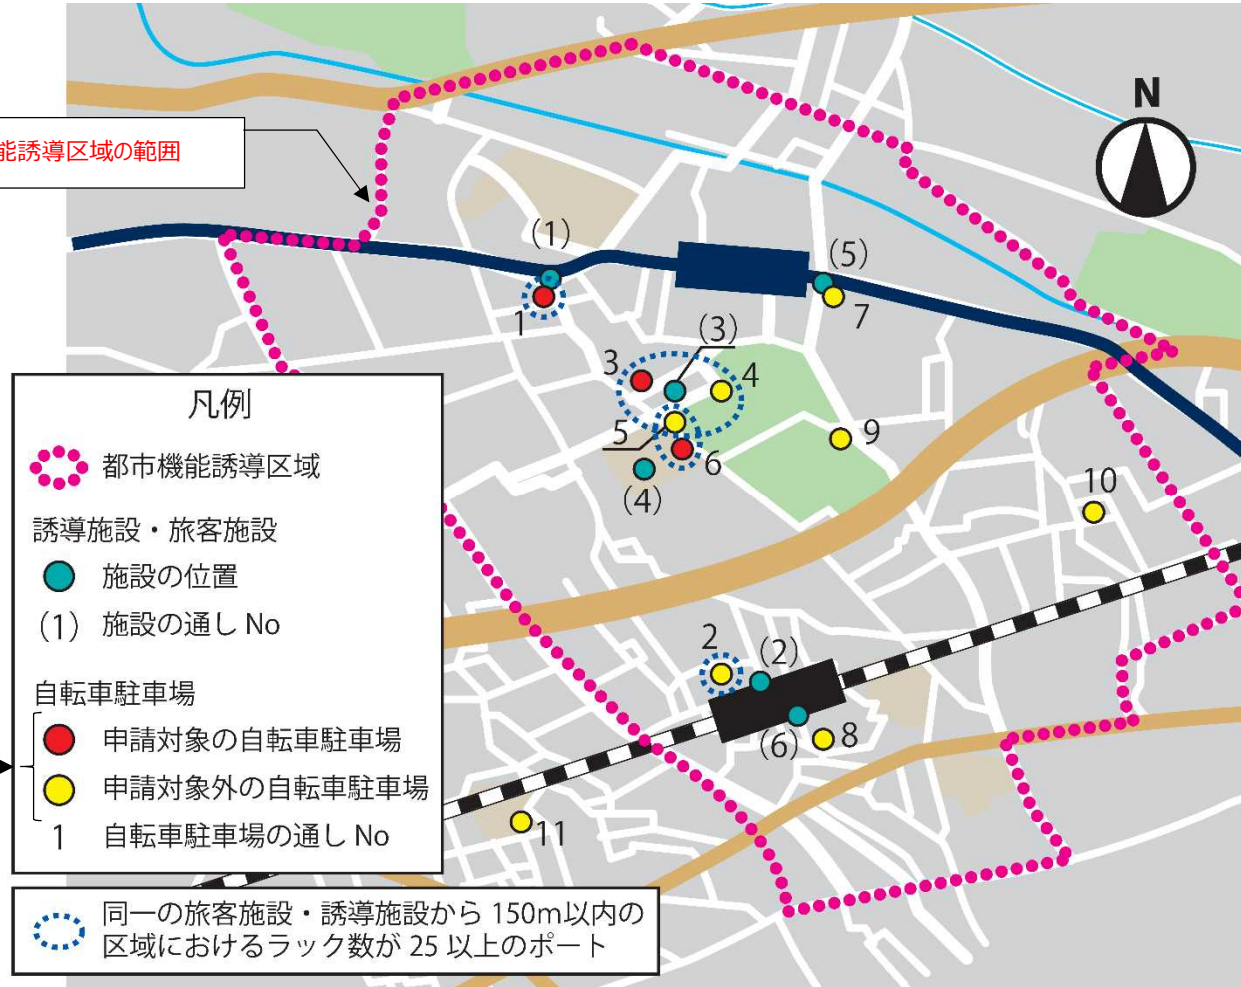 N
能誘導区域の範囲
(1)
(5)
1
7
(3)
3
4
5
9
6
(4)
10
2
(2)
(6)
8
11
凡例
都市機能誘導区域
誘導施設・旅客施設
施設の位置
(1) 施設の通し No
自転車駐車場
申請対象の自転車駐車場
申請対象外の自転車駐車場
1 自転車駐車場の通し No
同一の旅客施設・誘導施設から 150m以内の
区域におけるラック数が 25 以上のポート